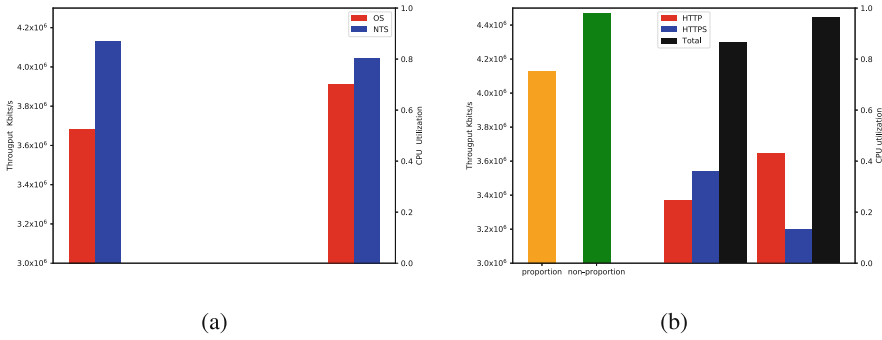 OS
NTS
4.2x10⁶
4.0x10⁶
3.8x10⁶
3.6x10⁶
3.4x10⁶
3.2x10⁶
3.0x10⁶
Througput Kbits/s
1.0
0.8
0.6
0.4
0.2
0.0
CPU Utilization
(a)
HTTP
HTTPS
Total
4.4x10⁶
4.2x10⁶
4.0x10⁶
3.8x10⁶
3.6x10⁶
3.4x10⁶
3.2x10⁶
3.0x10⁶
Througput Kbits/s
proportion
non-proportion
1.0
0.8
0.6
0.4
0.2
0.0
CPU utilization
(b)